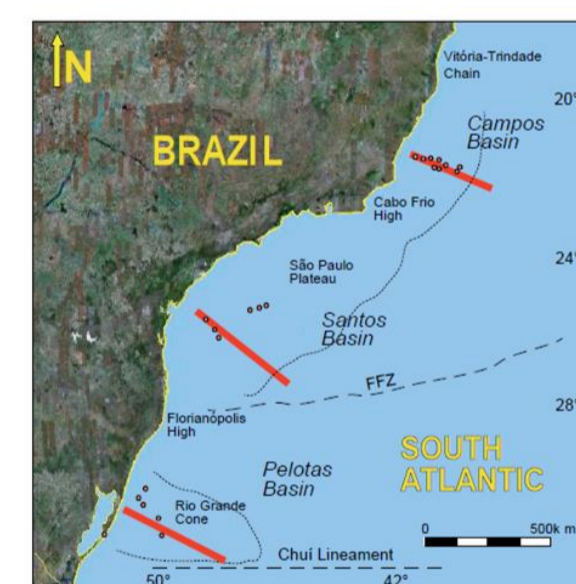 N
Vitória-Trindade
Chain
20°
BRAZIL
Campos
Basin
Cabo Frio
High
24°
São Paulo
Plateau
Santos
Basin
FFZ
28°
Florianópolis
High
SOUTH
ATLANTIC
Pelotas
Basin
Rio Grande
Cone
0 500k m
Chuí Lineament
50° 42°